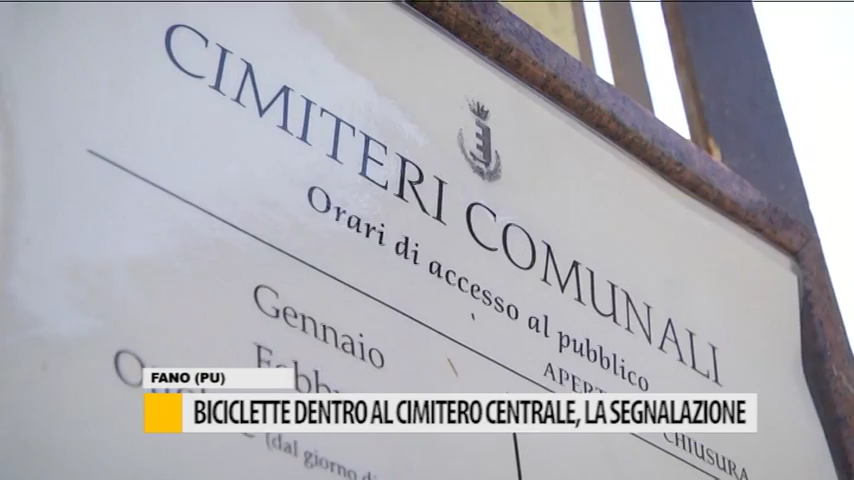 CIMITERI COMUNALI
Orari di accesso al pubblico
Gennaio
CHIUSURA
(dal giorno
FANO (PU)
BICICLETTE DENTRO AL CIMITERO CENTRALE, LA SEGNALAZIONE